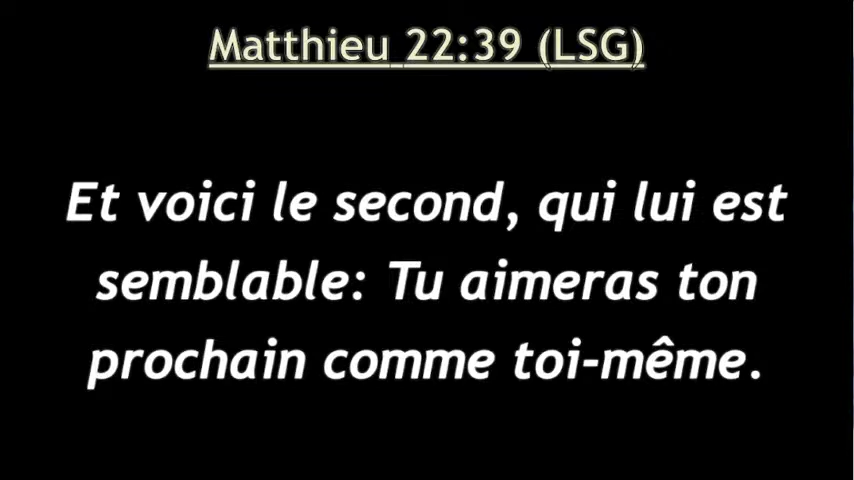 Matthieu 22:39 (LSG)
Et voici le second, qui lui est
semblable: Tu aimeras ton
prochain comme toi-même.